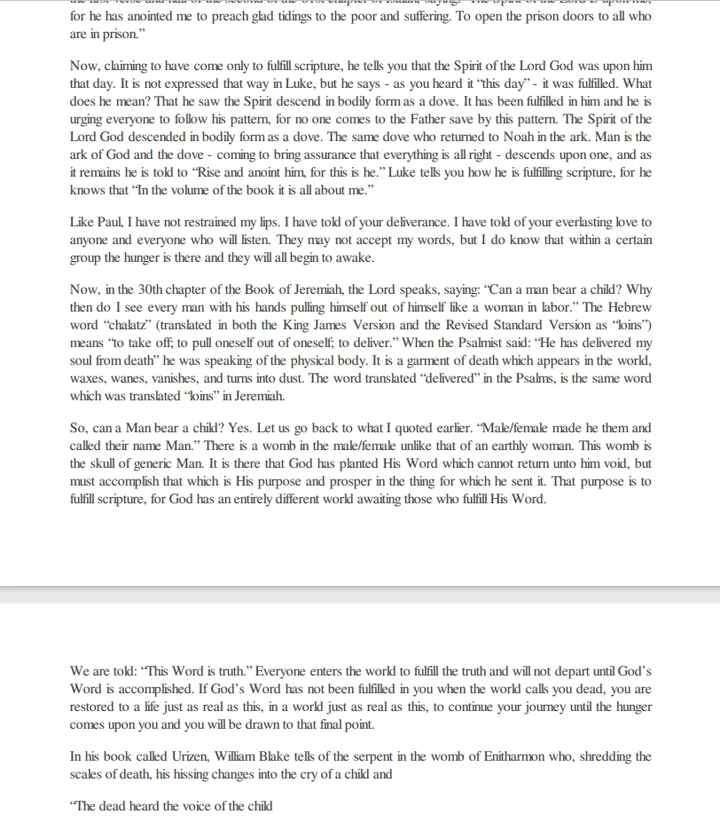 for he has anointed me to preach glad tidings to the poor and suffering. To open the prison doors to all who
are in prison.”
Now, claiming to have come only to fulfill scripture, he tells you that the Spirit of the Lord God was upon him
that day. It is not expressed that way in Luke, but he says - as you heard it “this day” - it was fulfilled. What
does he mean? That he saw the Spirit descend in bodily form as a dove. It has been fulfilled in him and he is
urging everyone to follow his pattern, for no one comes to the Father save by this pattern. The Spirit of the
Lord God descended in bodily form as a dove. The same dove who returned to Noah in the ark. Man is the
ark of God and the dove - coming to bring assurance that everything is all right - descends upon one, and as
it remains he is told to “Rise and anoint him, for this is he.” Luke tells you how he is fulfilling scripture, for he
knows that “In the volume of the book it is all about me.”
Like Paul, I have not restrained my lips. I have told of your deliverance. I have told of your everlasting love to
anyone and everyone who will listen. They may not accept my words, but I do know that within a certain
group the hunger is there and they will all begin to awake.
Now, in the 30th chapter of the Book of Jeremiah, the Lord speaks, saying: “Can a man bear a child? Why
then do I see every man with his hands pulling himself out of himself like a woman in labor.” The Hebrew
word “chalatz” (translated in both the King James Version and the Revised Standard Version as “loins”)
means “to take off; to pull oneself out of oneself; to deliver.” When the Psalmist said: “He has delivered my
soul from death” he was speaking of the physical body. It is a garment of death which appears in the world,
waxes, wanes, vanishes, and turns into dust. The word translated “delivered” in the Psalms, is the same word
which was translated “loins” in Jeremiah.
So, can a Man bear a child? Yes. Let us go back to what I quoted earlier. “Male/female made he them and
called their name Man.” There is a womb in the male/female unlike that of an earthly woman. This womb is
the skull of generic Man. It is there that God has planted His Word which cannot return unto him void, but
must accomplish that which is His purpose and prosper in the thing for which he sent it. That purpose is to
fulfill scripture, for God has an entirely different world awaiting those who fulfill His Word.
We are told: “This Word is truth.” Everyone enters the world to fulfill the truth and will not depart until God’s
Word is accomplished. If God’s Word has not been fulfilled in you when the world calls you dead, you are
restored to a life just as real as this, in a world just as real as this, to continue your journey until the hunger
comes upon you and you will be drawn to that final point.
In his book called Urizen, William Blake tells of the serpent in the womb of Enitharmon who, shredding the
scales of death, his hissing changes into the cry of a child and
“The dead heard the voice of the child